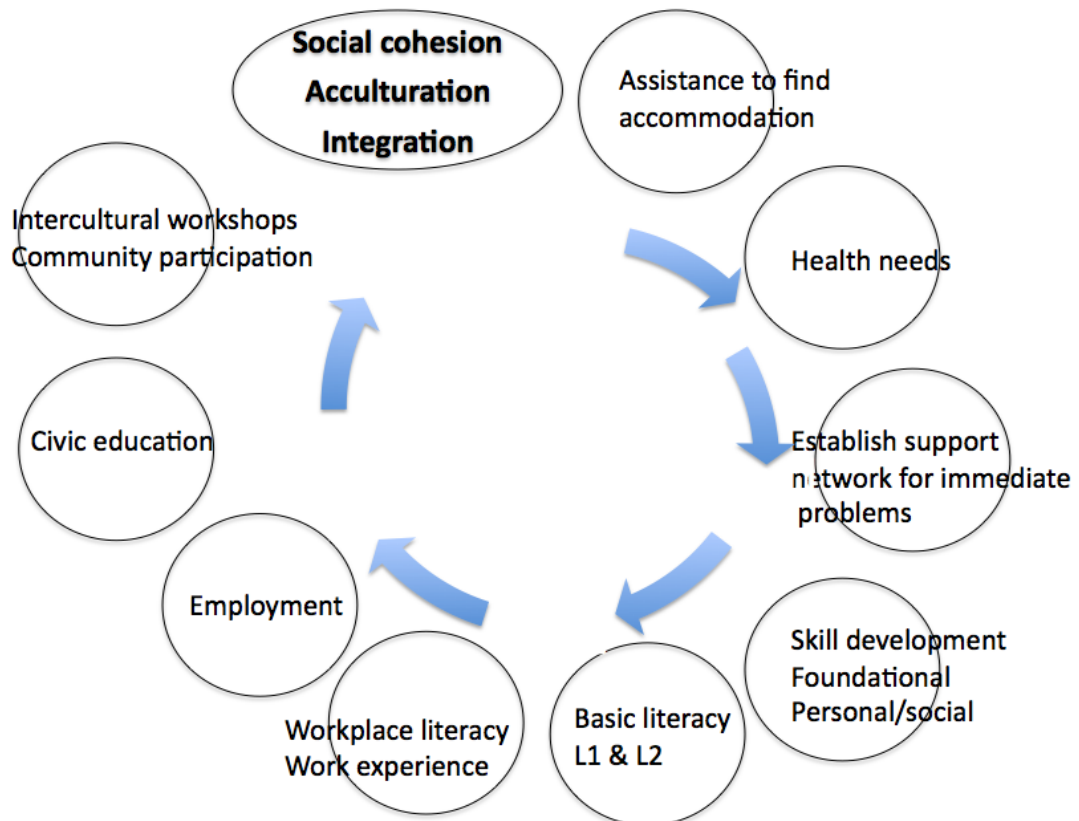 Social cohesion
Acculturation
Integration
Assistance to find
accommodation
Health needs
Establish support
network for immediate
problems
Skill development
Foundational
Personal/social
Basic literacy
L1 & L2
Workplace literacy
Work experience
Employment
Civic education
Intercultural workshops
Community participation